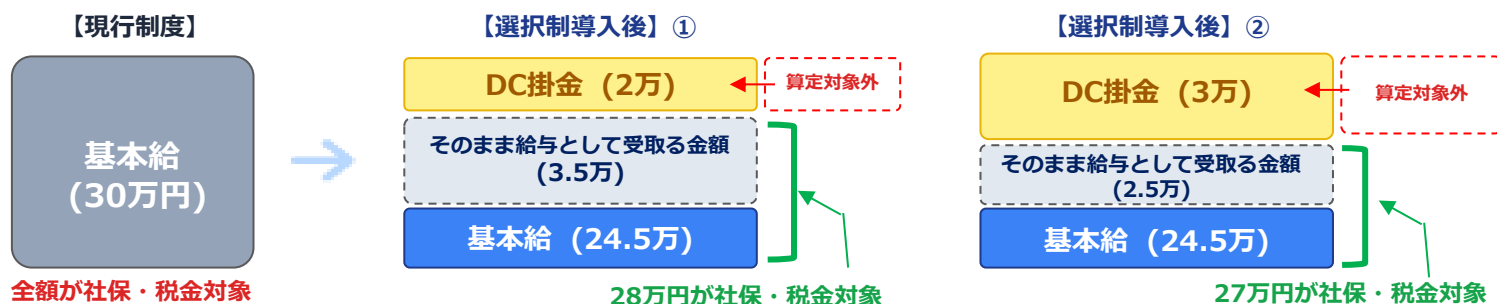 【現行制度】
基本給
(30万円)
全額が社保・税金対象
【選択制導入後】①
DC掛金 (2万)
算定対象外
そのまま給与として受取る金額
(3.5万)
基本給 (24.5万)
28万円が社保・税金対象
【選択制導入後】②
DC掛金 (3万)
算定対象外
そのまま給与として受取る金額
(2.5万)
基本給 (24.5万)
27万円が社保・税金対象